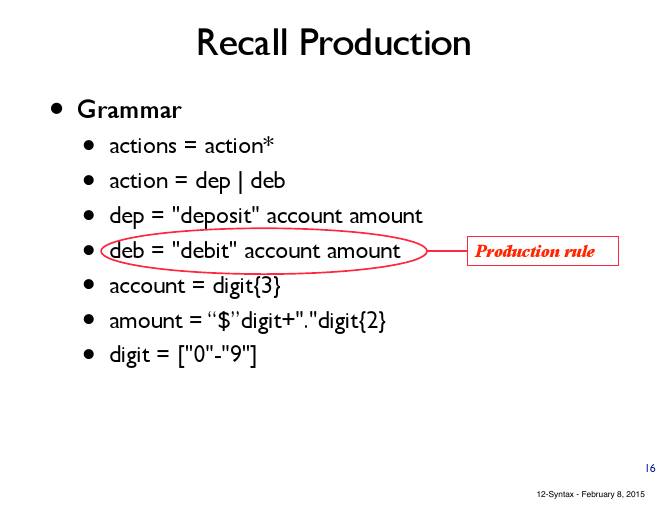 Recall Production
• Grammar
• actions = action*
• action = dep | deb
• dep = "deposit" account amount
• deb = "debit" account amount
Production rule
• account = digit{3}
• amount = “$”digit+"."digit{2}
• digit = ["0"-"9"]
16
12-Syntax - February 8, 2015